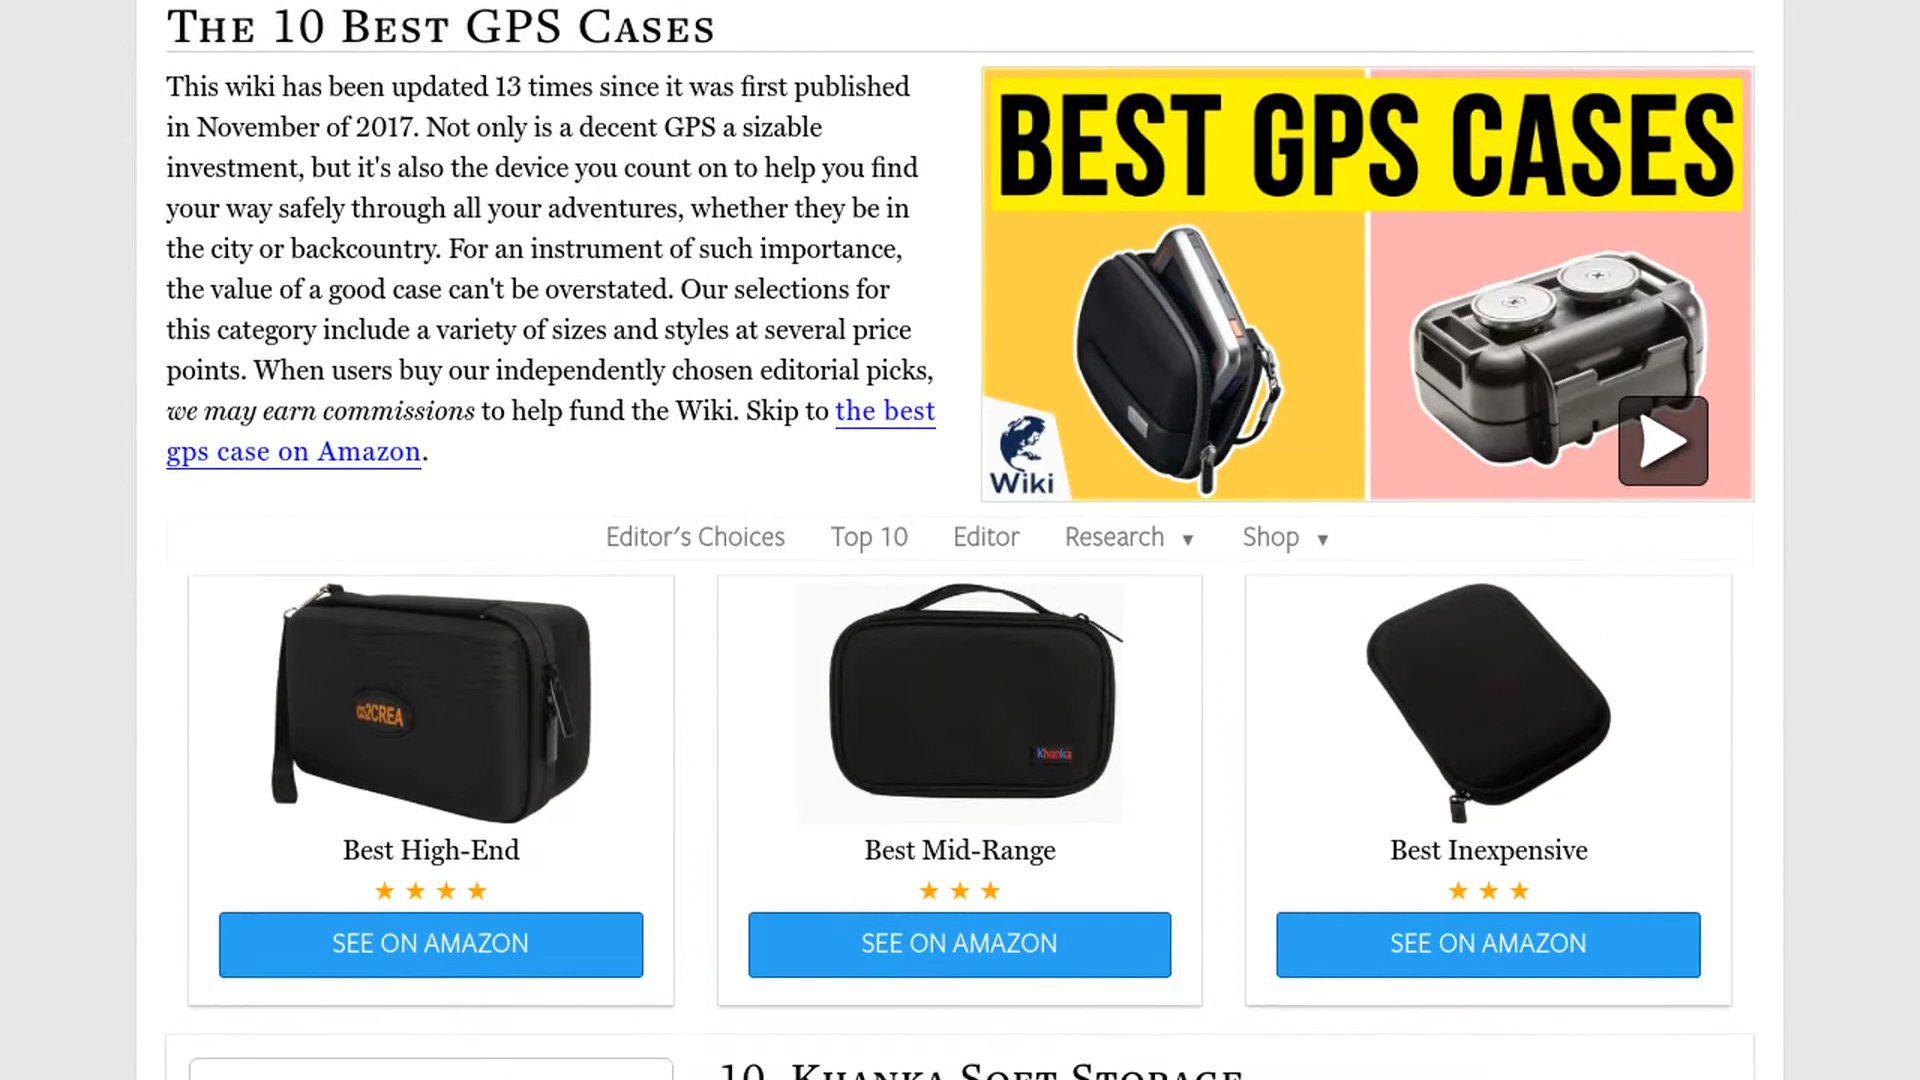 The 10 Best GPS Cases
This wiki has been updated 13 times since it was first published
in November of 2017. Not only is a decent GPS a sizable
investment, but it's also the device you count on to help you find
your way safely through all your adventures, whether they be in
the city or backcountry. For an instrument of such importance,
the value of a good case can't be overstated. Our selections for
this category include a variety of sizes and styles at several price
points. When users buy our independently chosen editorial picks,
we may earn commissions to help fund the Wiki. Skip to the best
gps case on Amazon.
BEST GPS CASES
Wiki
Editor's Choices Top 10 Editor Research ▼ Shop ▼
co2CREA
Khanka
Best High-End
Best Mid-Range
Best Inexpensive
SEE ON AMAZON
SEE ON AMAZON
SEE ON AMAZON
10. Khanka Soft Storage